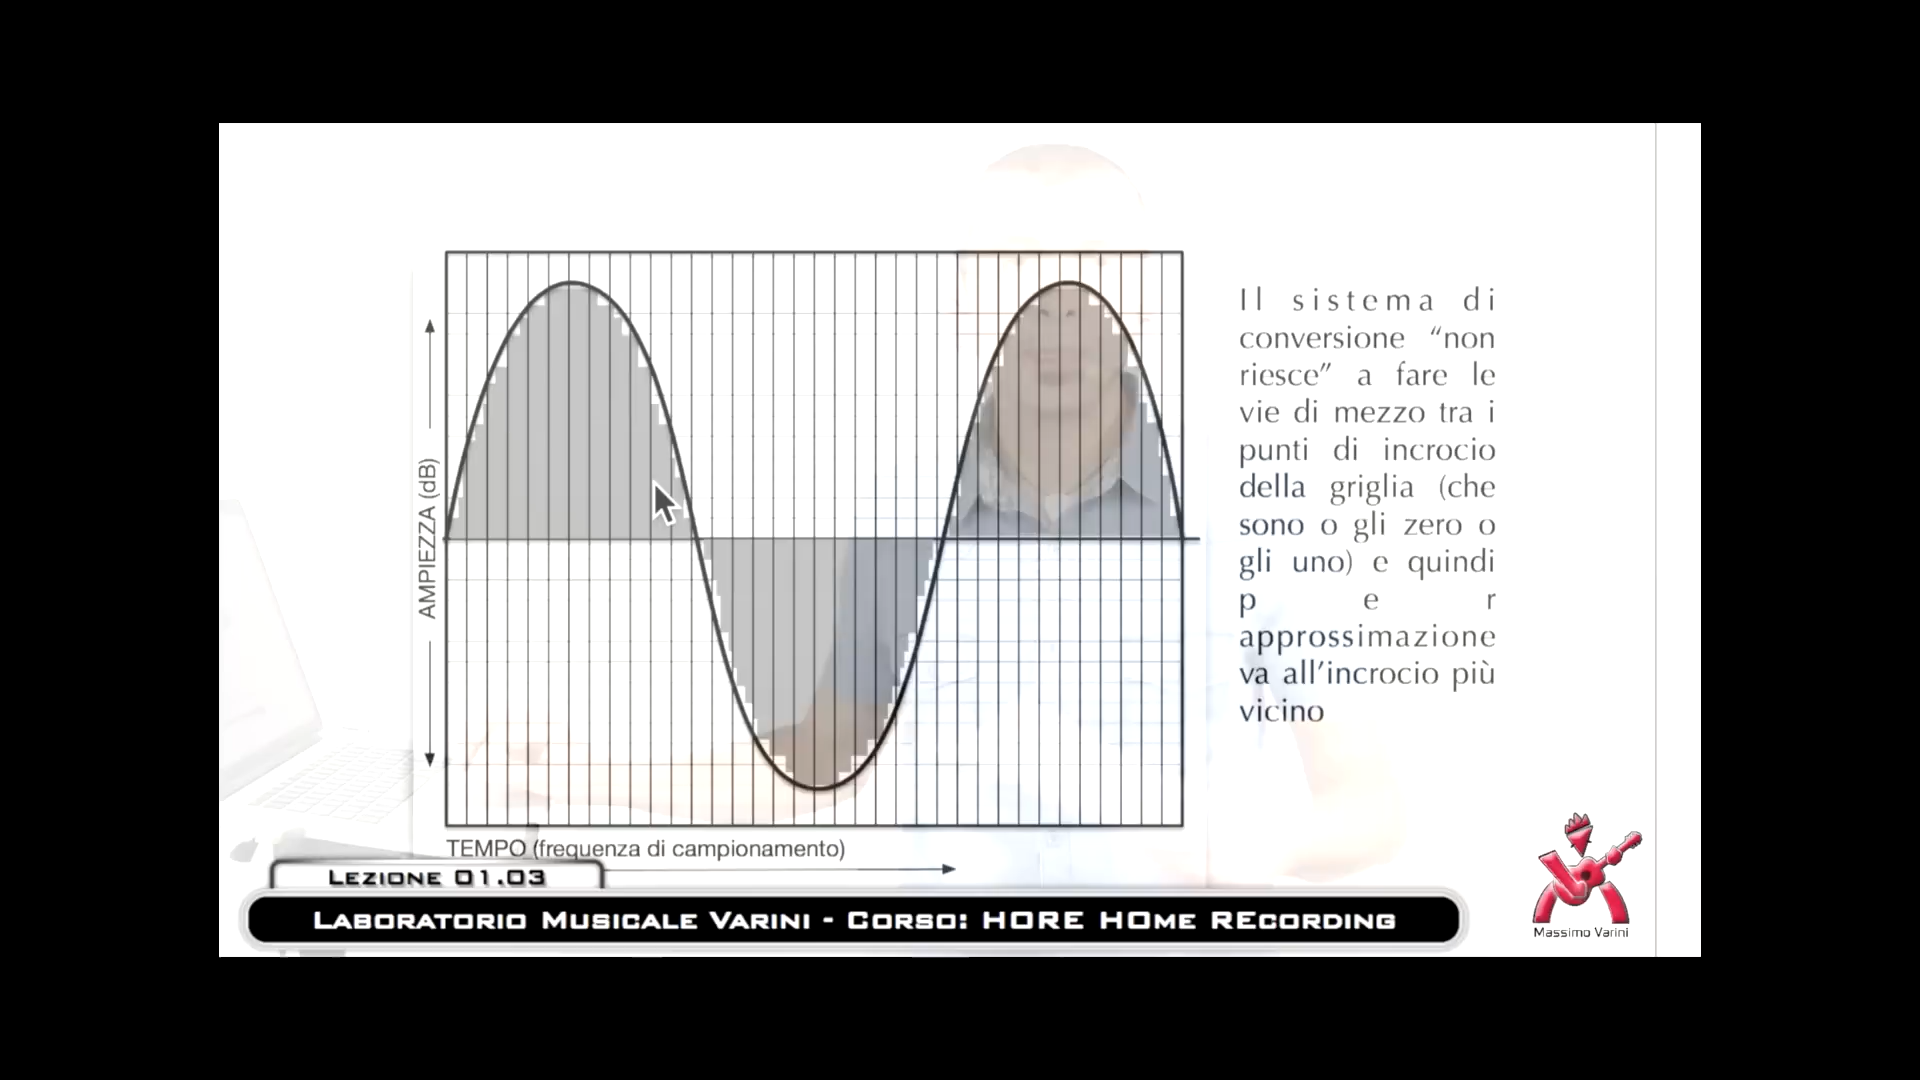 Il sistema di
conversione “non
riesce” a fare le
vie di mezzo tra i
punti di incrocio
della griglia (che
sono o gli zero o
gli uno) e quindi
p e r
approssimazione
va all’incrocio più
vicino
AMPIEZZA (dB)
TEMPO (frequenza di campionamento)
LEZIONE 01.03
LABORATORIO MUSICALE VARINI - CORSO: HORE HOME RECORDING
Massimo Varini